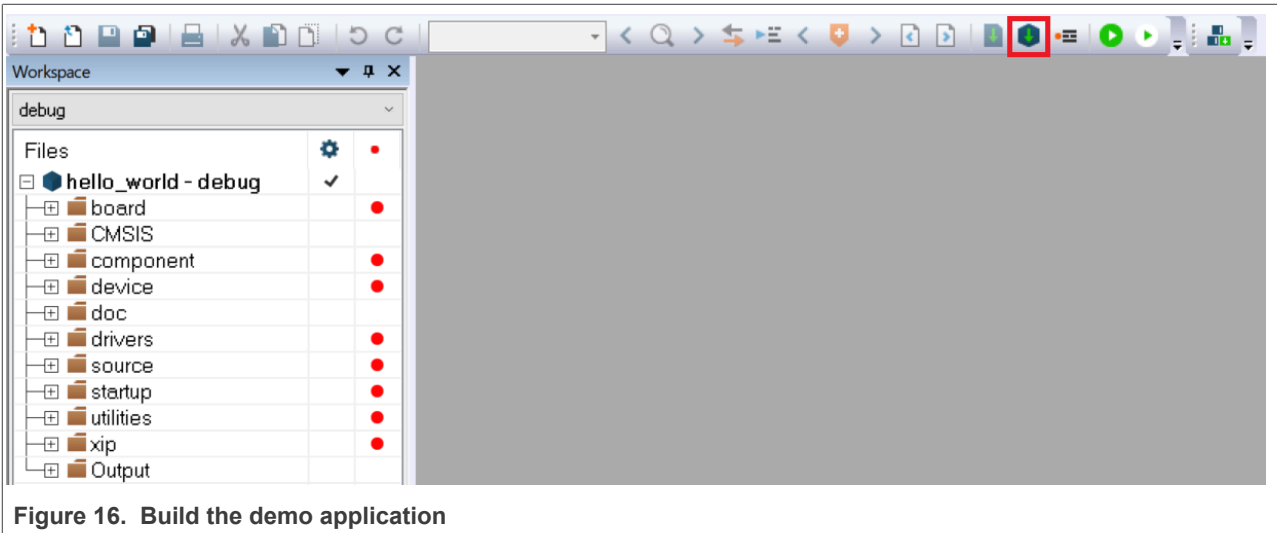 Workspace
debug
Files
hello_world - debug
board
CMSIS
component
device
doc
drivers
source
startup
utilities
xip
Output
Figure 16. Build the demo application